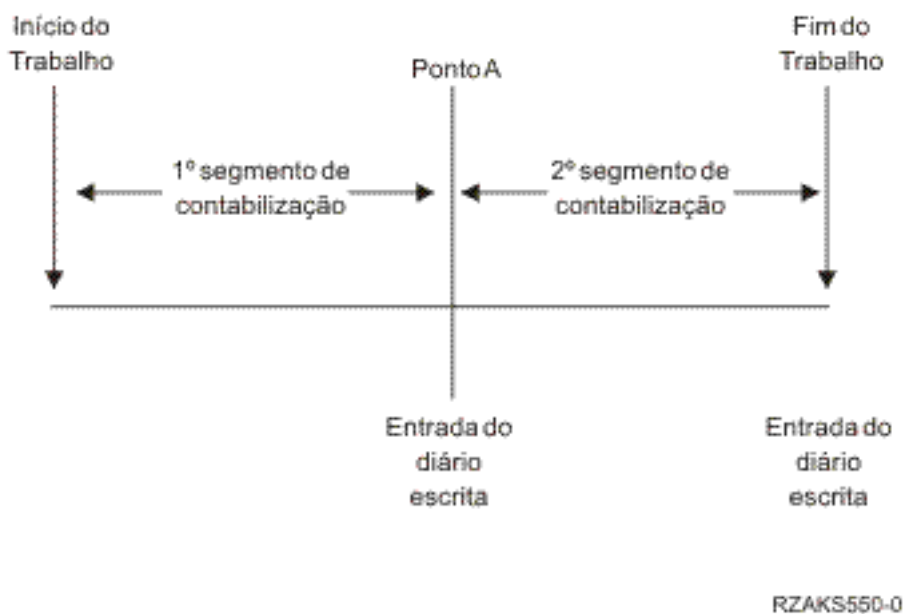 Início do
Trabalho
Ponto A
Fim do
Trabalho
1º segmento de
contabilização
2º segmento de
contabilização
Entrada do
diário
escrita
Entrada do
diário
escrita
RZAKS550-0